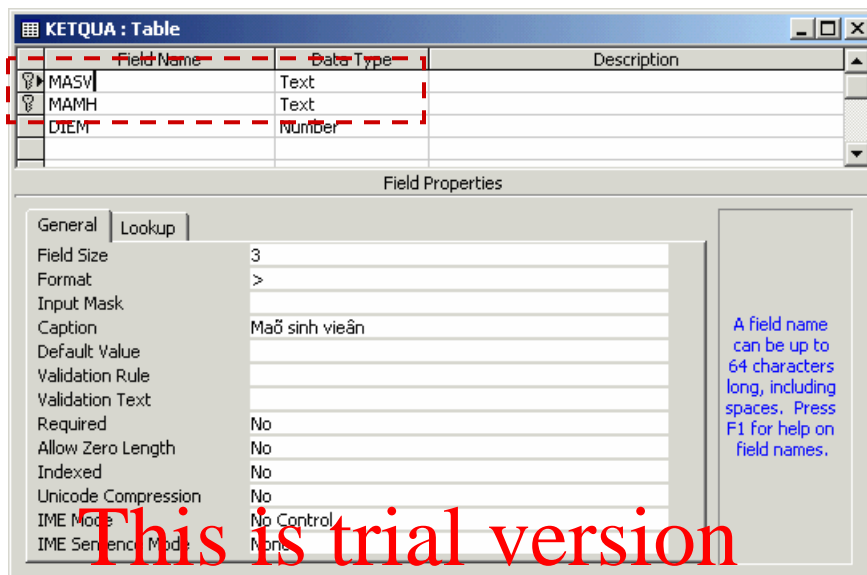 KETQUA : Table
Field Name Data Type Description
MASV Text
MAMH Text
DIEM Number
Field Properties
General Lookup
Field Size 3
Format >
Input Mask
Caption Maõ sinh vieân
Default Value
Validation Rule
Validation Text
Required No
Allow Zero Length No
Indexed No
Unicode Compression No
IME Mode No Control
IME Sentence Mode None
A field name
can be up to
64 characters
long, including
spaces. Press
F1 for help on
field names.
This is trial version